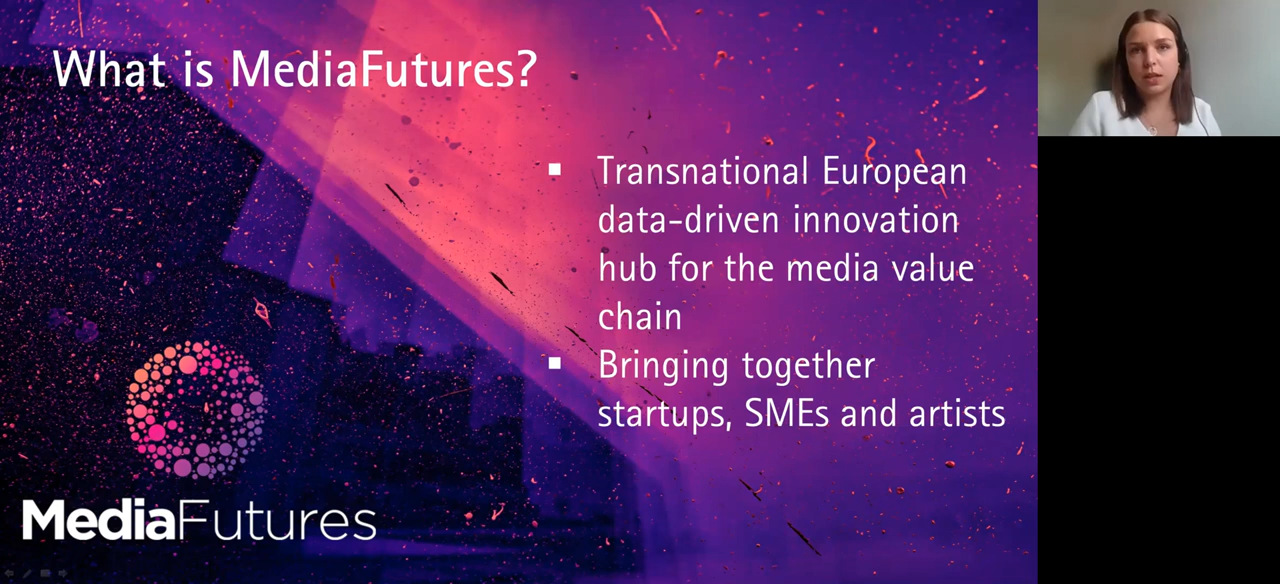 What is MediaFutures?
▪ Transnational European
data-driven innovation
hub for the media value
chain
▪ Bringing together
startups, SMEs and artists
MediaFutures